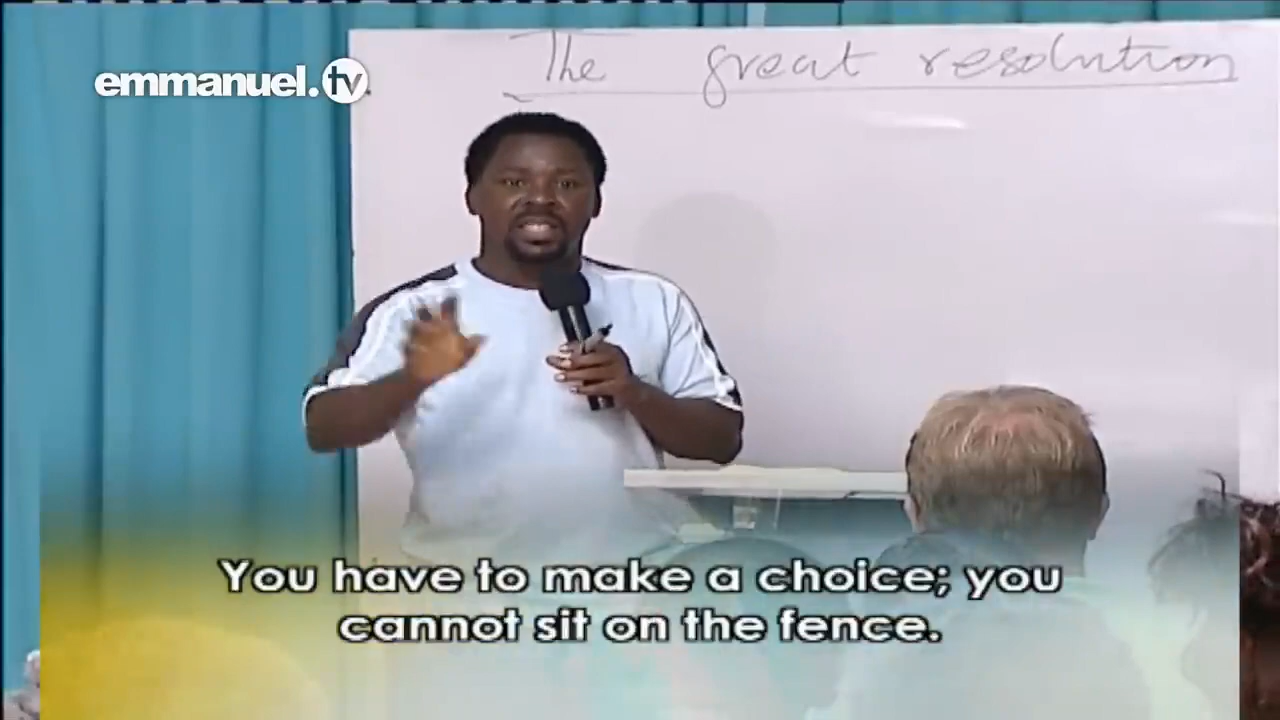 The great resolution
emmanuel.tv
You have to make a choice; you
cannot sit on the fence.